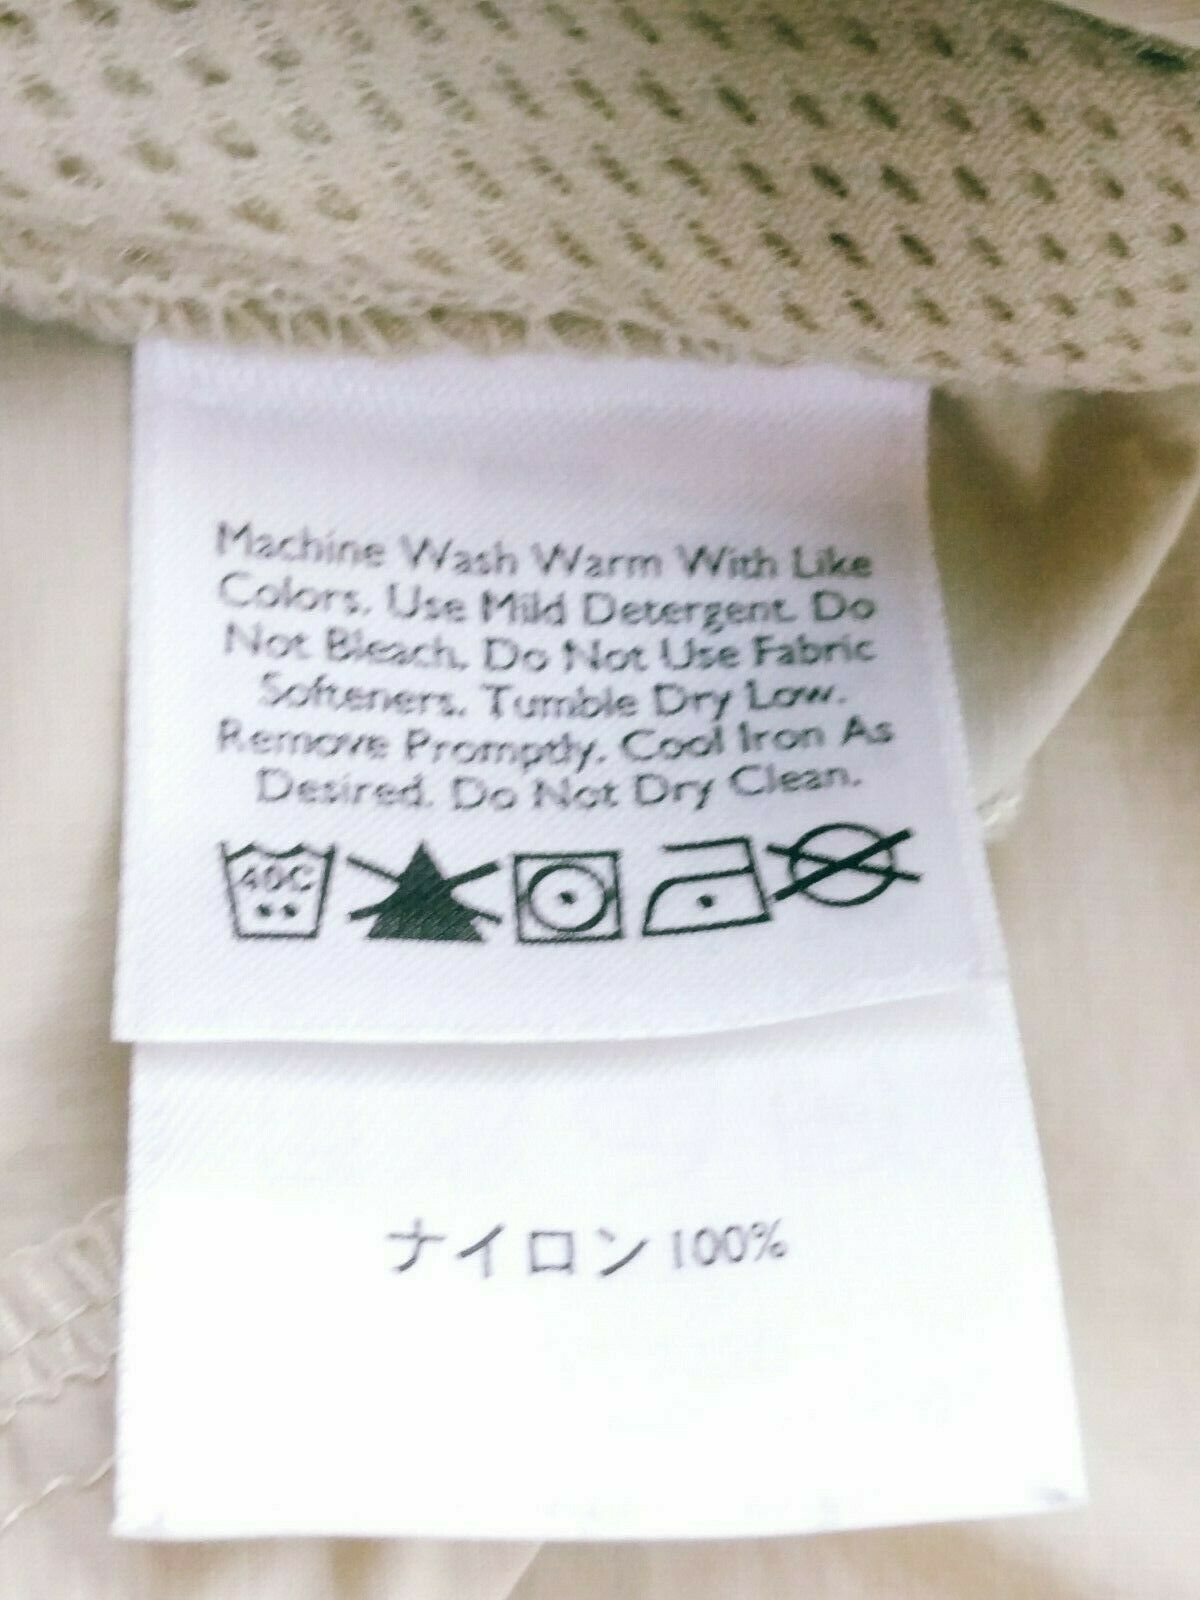 Machine Wash Warm With Like
Colors. Use Mild Detergent. Do
Not Bleach. Do Not Use Fabric
Softeners. Tumble Dry Low.
Remove Promptly. Cool Iron As
Desired. Do Not Dry Clean.
40C
ナイロン100%